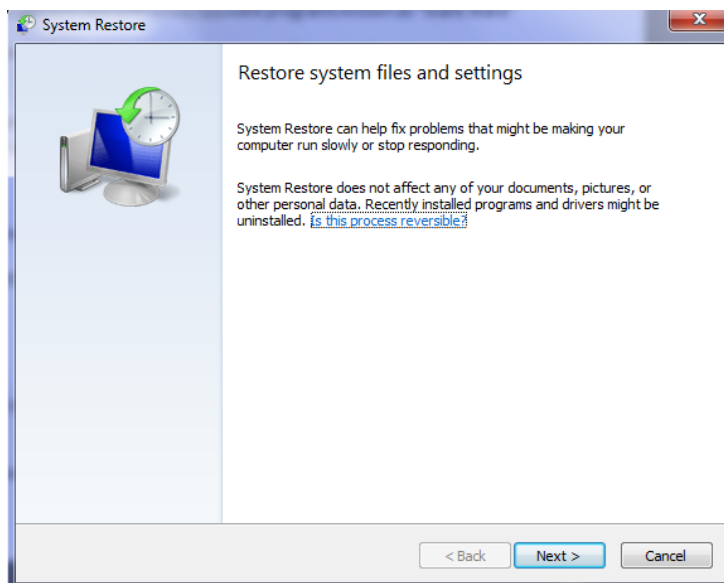 System Restore
Restore system files and settings
System Restore can help fix problems that might be making your
computer run slowly or stop responding.
System Restore does not affect any of your documents, pictures, or
other personal data. Recently installed programs and drivers might be
uninstalled. Is this process reversible?
< Back Next > Cancel